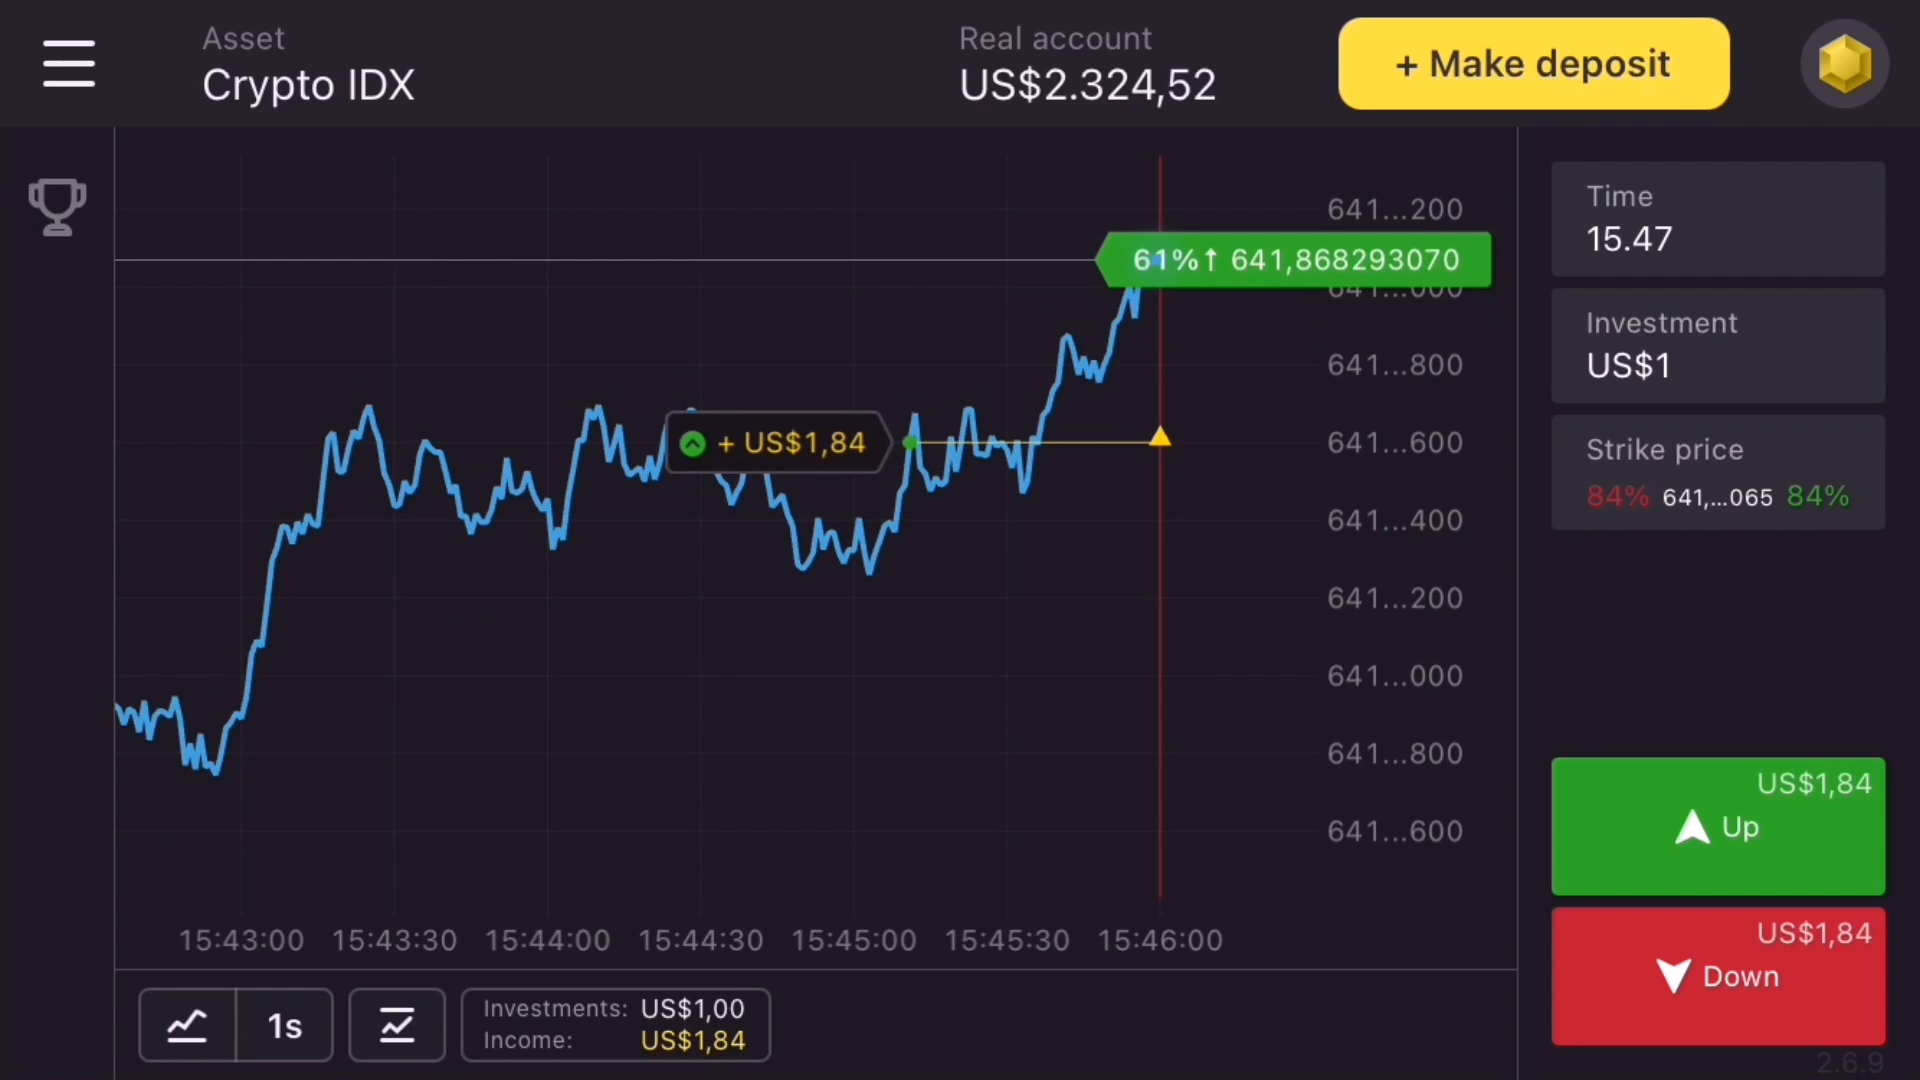 Asset
Crypto IDX
Real account
US$2.324,52
+ Make deposit
641...200
61%↑ 641,868293070
641...000
641...800
+ US$1,84
641...600
641...400
641...200
641...000
641...800
641...600
15:43:00 15:43:30 15:44:00 15:44:30 15:45:00 15:45:30 15:46:00
1s
Investments: US$1,00
Income: US$1,84
Time
15.47
Investment
US$1
Strike price
84% 641,...065 84%
US$1,84
Up
US$1,84
Down
2.6.9